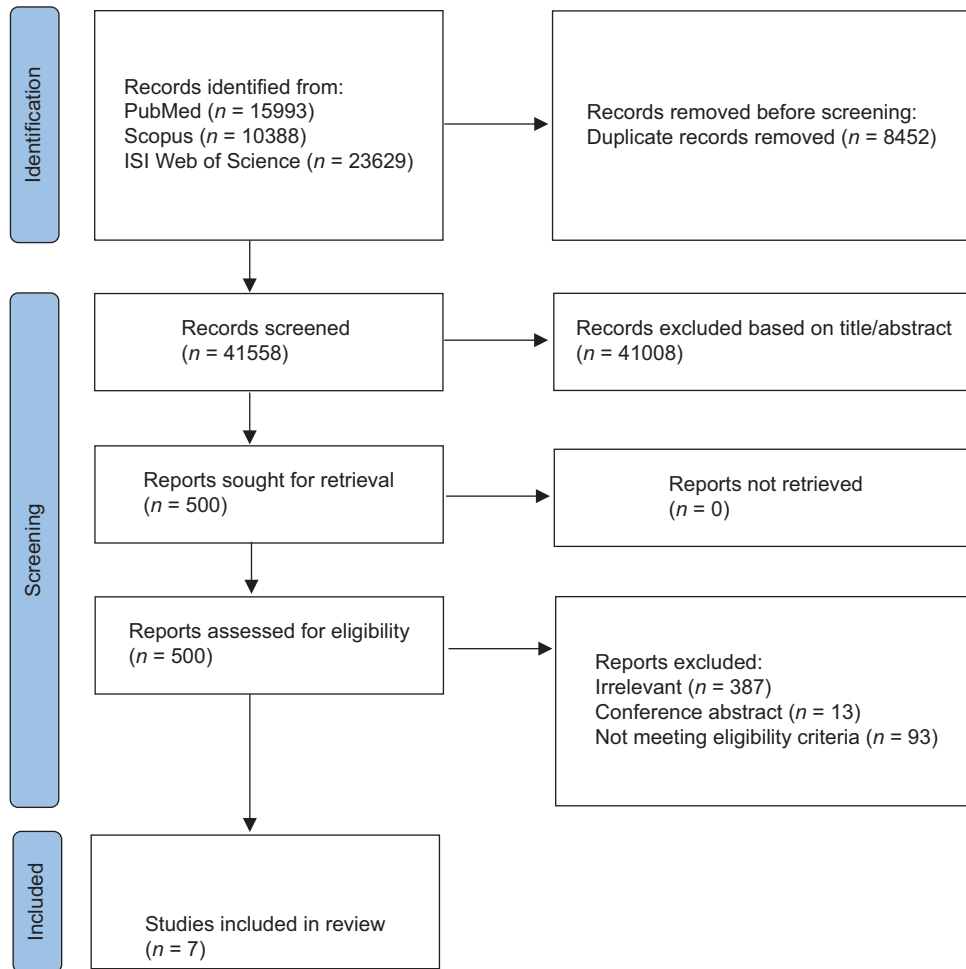 Identification
Records identified from:
PubMed (n = 15993)
Scopus (n = 10388)
ISI Web of Science (n = 23629)
Records removed before screening:
Duplicate records removed (n = 8452)
Screening
Records screened
(n = 41558)
Records excluded based on title/abstract
(n = 41008)
Reports sought for retrieval
(n = 500)
Reports not retrieved
(n = 0)
Reports assessed for eligibility
(n = 500)
Reports excluded:
Irrelevant (n = 387)
Conference abstract (n = 13)
Not meeting eligibility criteria (n = 93)
Included
Studies included in review
(n = 7)